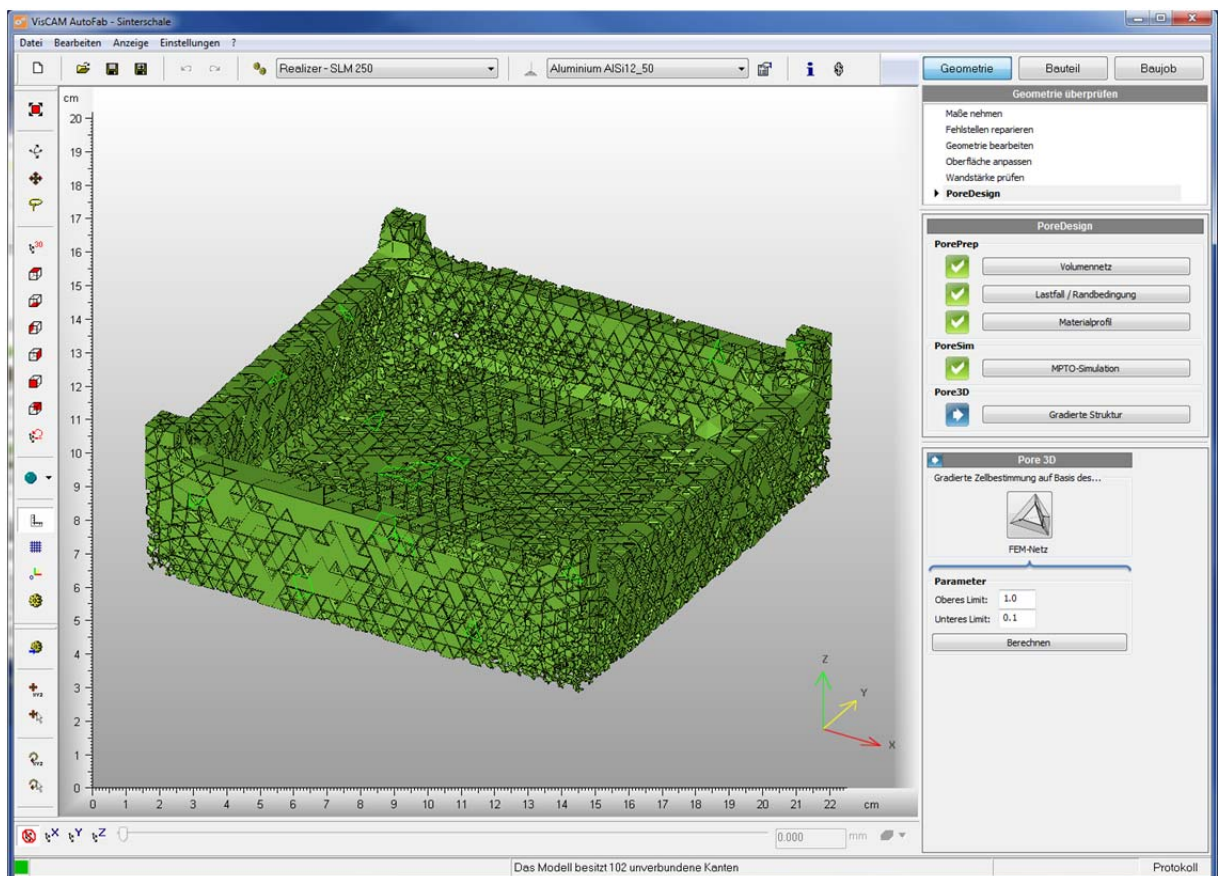 VisCAM AutoFab - Sinterschale
Datei Bearbeiten Anzeige Einstellungen ?
Realizer - SLM 250 Aluminium AlSi12_50
Geometrie Bauteil Baujob
Geometrie überprüfen
Maße nehmen
Fehlstellen reparieren
Geometrie bearbeiten
Oberfläche anpassen
Wandstärke prüfen
PoreDesign
PoreDesign
PorePrep
Volumennetz
Lastfall / Randbedingung
Materialprofil
PoreSim
MPTO-Simulation
Pore3D
Gradierte Struktur
Pore 3D
Gradierte Zellbestimmung auf Basis des...
FEM-Netz
Parameter
Oberes Limit: 1.0
Unteres Limit: 0.1
Berechnen
cm
20
19
18
17
16
15
14
13
12
11
10
9
8
7
6
5
4
3
2
1
0
0 1 2 3 4 5 6 7 8 9 10 11 12 13 14 15 16 17 18 19 20 21 22 cm
Z
Y
X
30
XYZ
XYZ
X Y Z 0.000 mm
Das Modell besitzt 102 unverbundene Kanten Protokoll